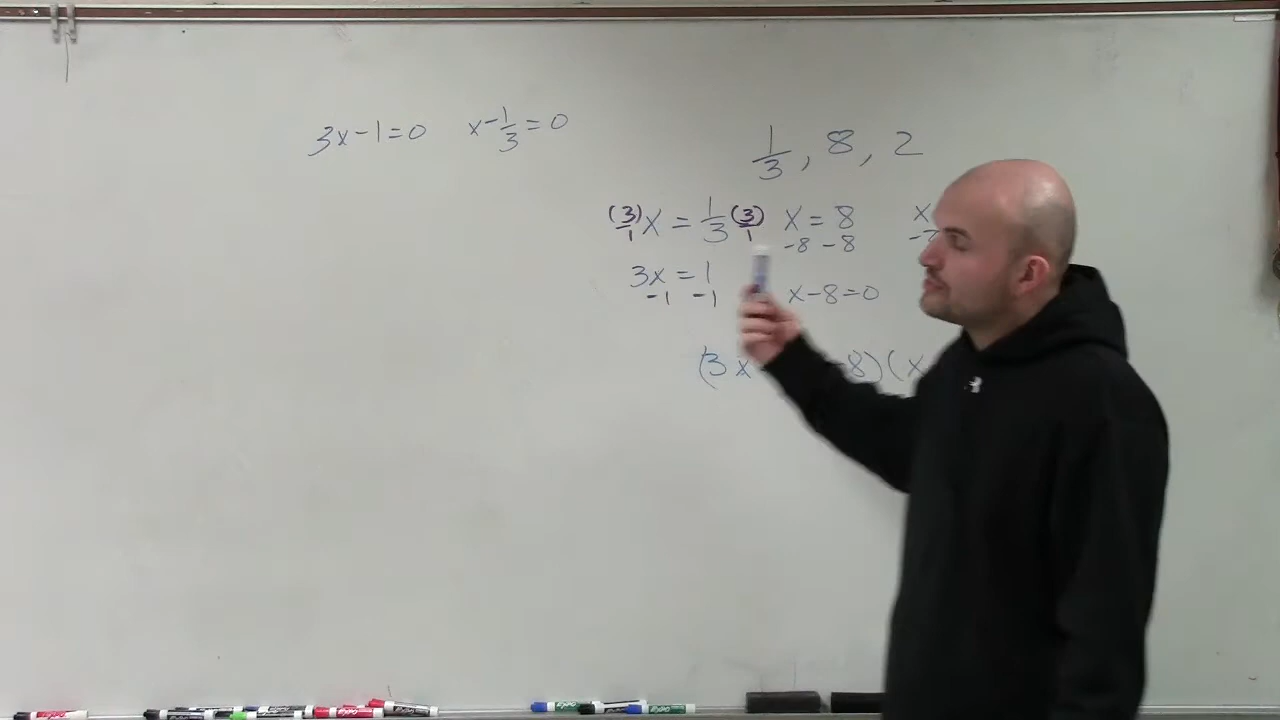 3x-1=0 x-1/3=0
1/3, 8, 2
(3)/1 x = 1/3 (3)/1 x = 8 x
-8 -8
3x = 1
-1 -1 x-8=0
(3x 8)(x